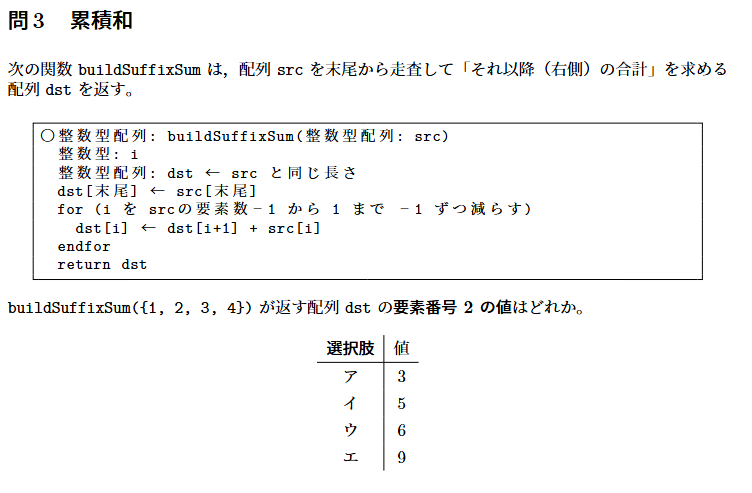 問3 累積和
次の関数 buildSuffixSum は，配列 src を末尾から走査して「それ以降（右側）の合計」を求める
配列 dst を返す。
○整数型配列: buildSuffixSum(整数型配列: src)
整数型: i
整数型配列: dst ← src と同じ長さ
dst[末尾] ← src[末尾]
for (i を srcの要素数−1 から 1 まで −1 ずつ減らす)
dst[i] ← dst[i+1] + src[i]
endfor
return dst
buildSuffixSum({1, 2, 3, 4}) が返す配列 dst の要素番号 2 の値はどれか。
選択肢 値
ア 3
イ 5
ウ 6
エ 9